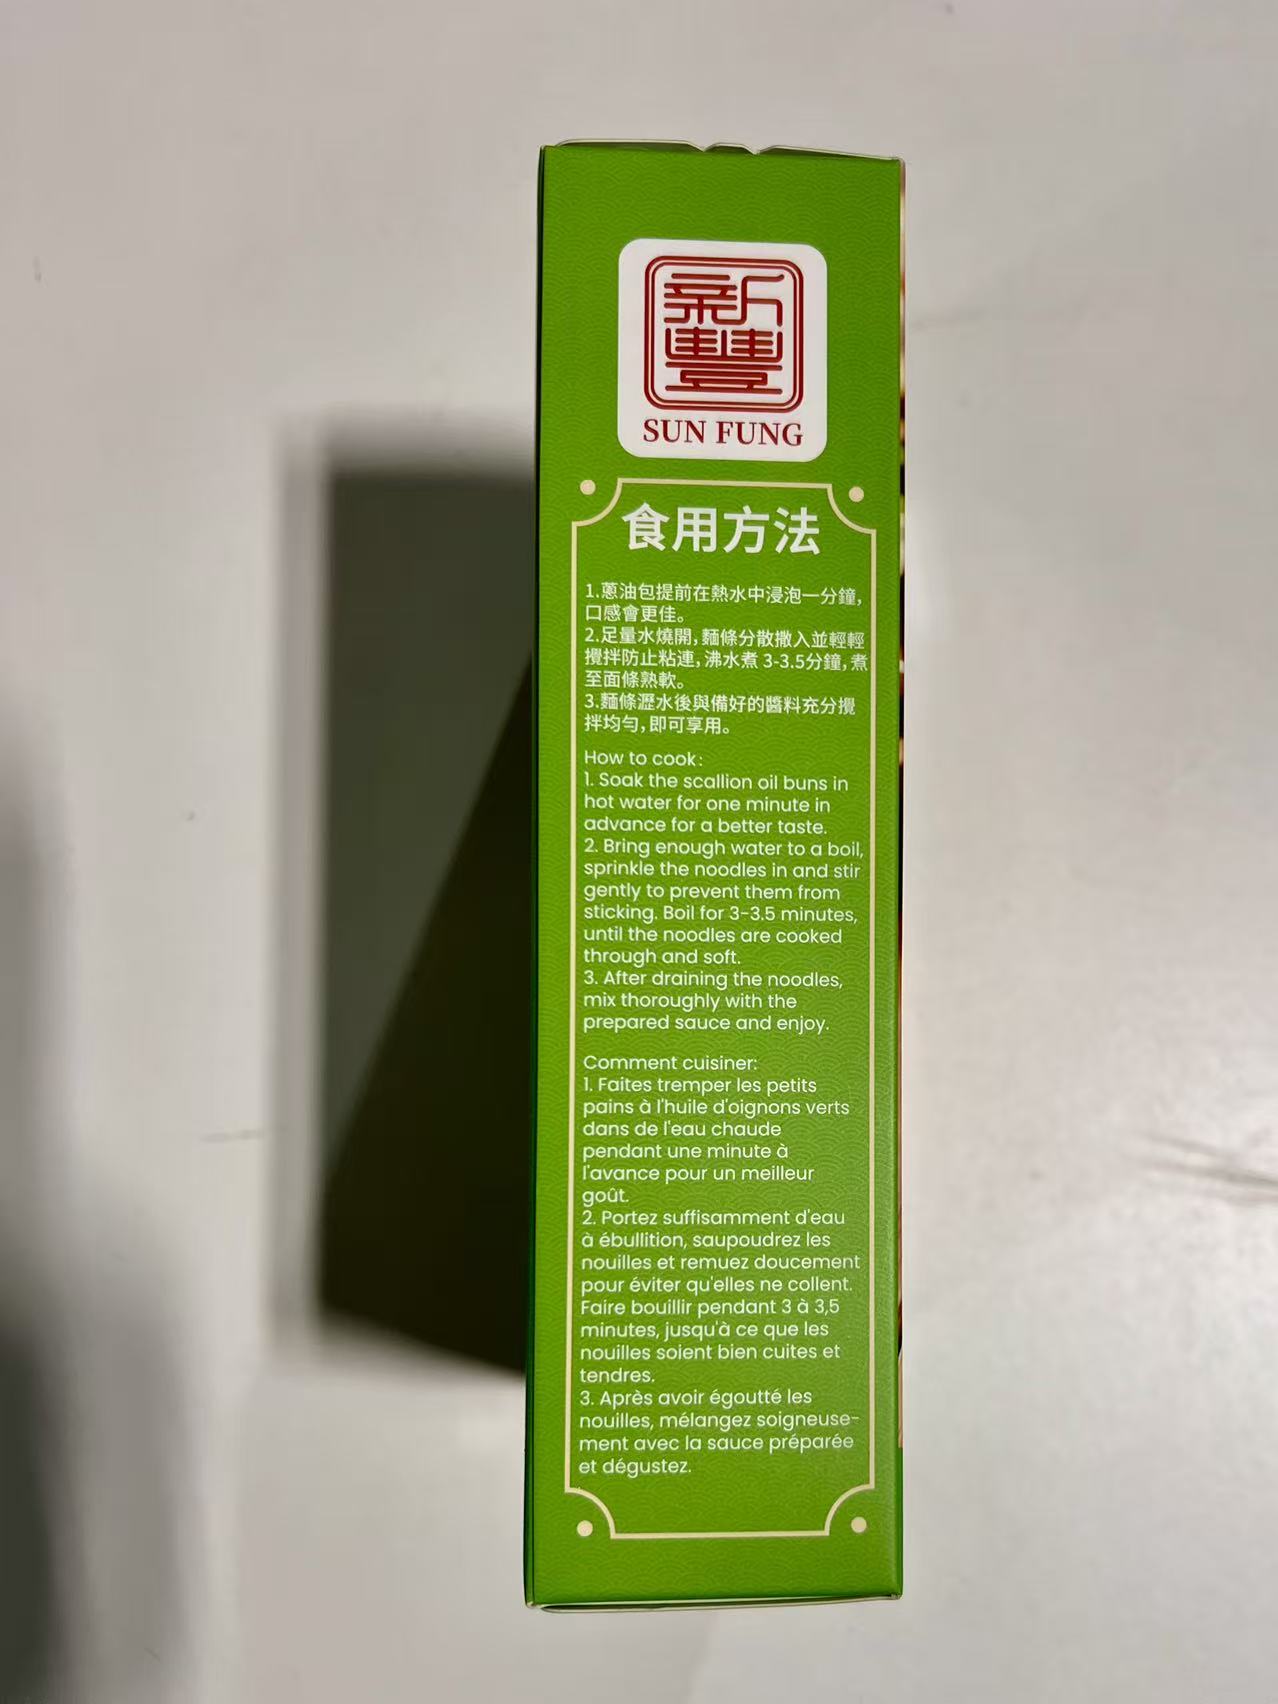 新豐
SUN FUNG
食用方法
1.蔥油包提前在熱水中浸泡一分鐘,
口感會更佳。
2.足量水燒開,麵條分散撒入並輕輕
攪拌防止粘連,沸水煮 3-3.5分鐘,煮
至面條熟軟。
3.麵條瀝水後與備好的醬料充分攪
拌均勻,即可享用。
How to cook:
1. Soak the scallion oil buns in
hot water for one minute in
advance for a better taste.
2. Bring enough water to a boil,
sprinkle the noodles in and stir
gently to prevent them from
sticking. Boil for 3-3.5 minutes,
until the noodles are cooked
through and soft.
3. After draining the noodles,
mix thoroughly with the
prepared sauce and enjoy.
Comment cuisiner:
1. Faites tremper les petits
pains à l'huile d'oignons verts
dans de l'eau chaude
pendant une minute à
l'avance pour un meilleur
goût.
2. Portez suffisamment d'eau
à ébullition, saupoudrez les
nouilles et remuez doucement
pour éviter qu'elles ne collent.
Faire bouillir pendant 3 à 3,5
minutes, jusqu'à ce que les
nouilles soient bien cuites et
tendres.
3. Après avoir égoutté les
nouilles, mélangez soigneuse-
ment avec la sauce préparée
et dégustez.